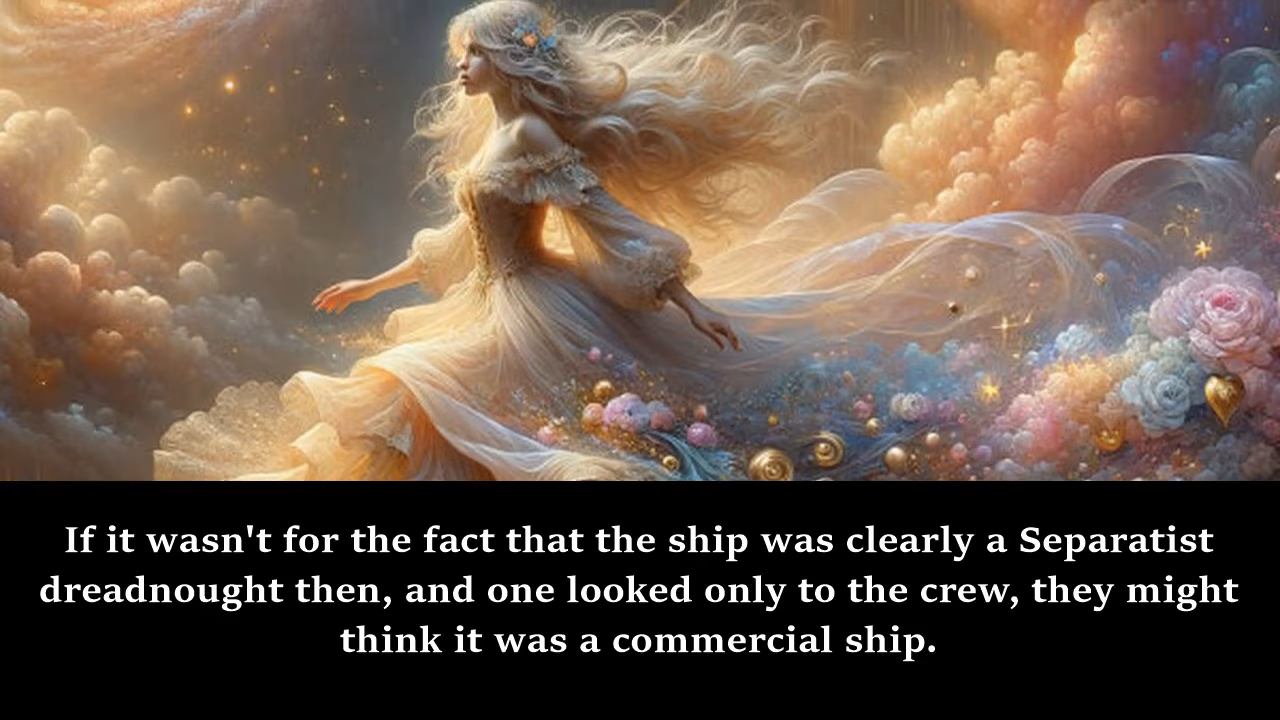 If it wasn't for the fact that the ship was clearly a Separatist
dreadnought then, and one looked only to the crew, they might
think it was a commercial ship.